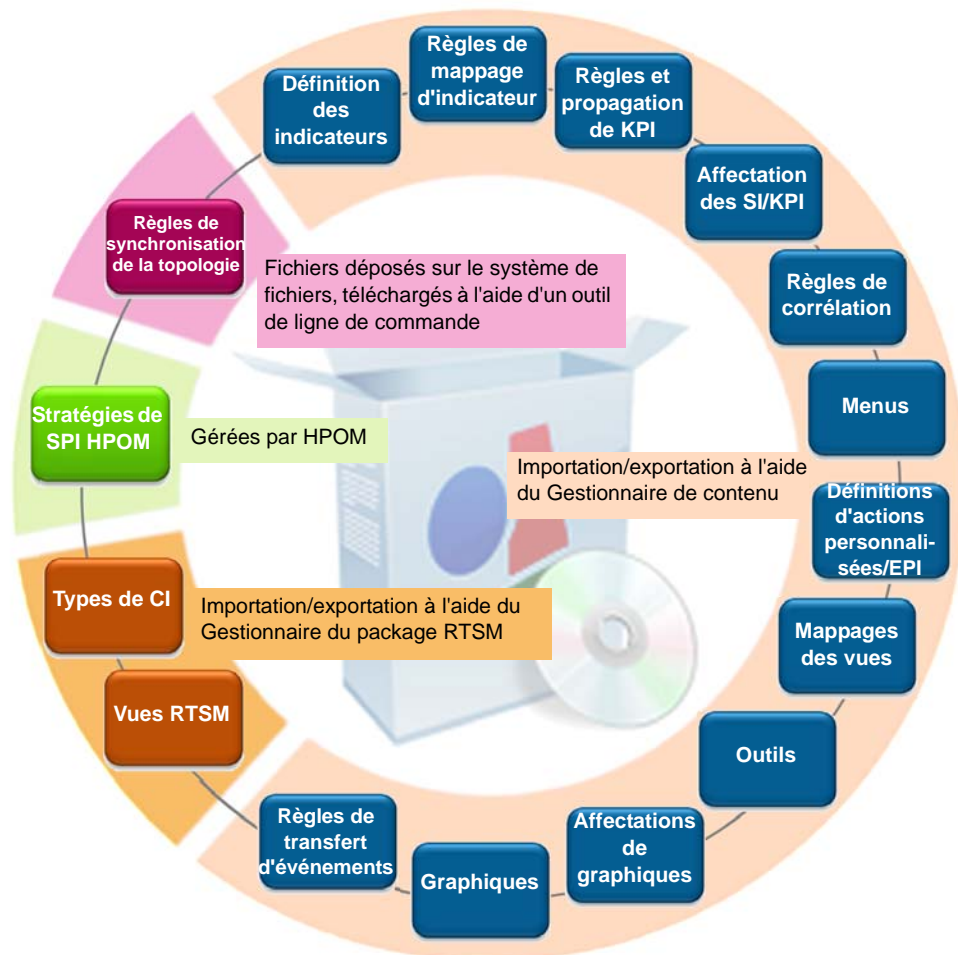 Définition
des
indicateurs
Règles de
mappage
d'indicateur
Règles et
propagation
de KPI
Affectation
des SI/KPI
Règles de
corrélation
Menus
Définitions
d'actions
personnali-
sées/EPI
Mappages
des vues
Outils
Affectations
de
graphiques
Graphiques
Règles de
transfert
d'événements
Vues RTSM
Types de CI
Stratégies de
SPI HPOM
Règles de
synchronisation
de la topologie
Fichiers déposés sur le système de
fichiers, téléchargés à l'aide d'un outil
de ligne de commande
Gérées par HPOM
Importation/exportation à l'aide
du Gestionnaire de contenu
Importation/exportation à l'aide du
Gestionnaire du package RTSM